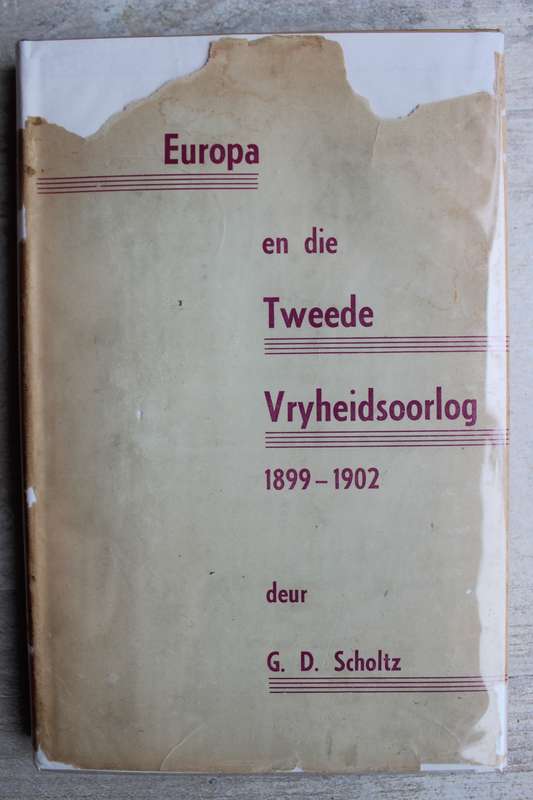 Europa
en die
Tweede
Vryheidsoorlog
1899 – 1902
deur
G. D. Scholtz